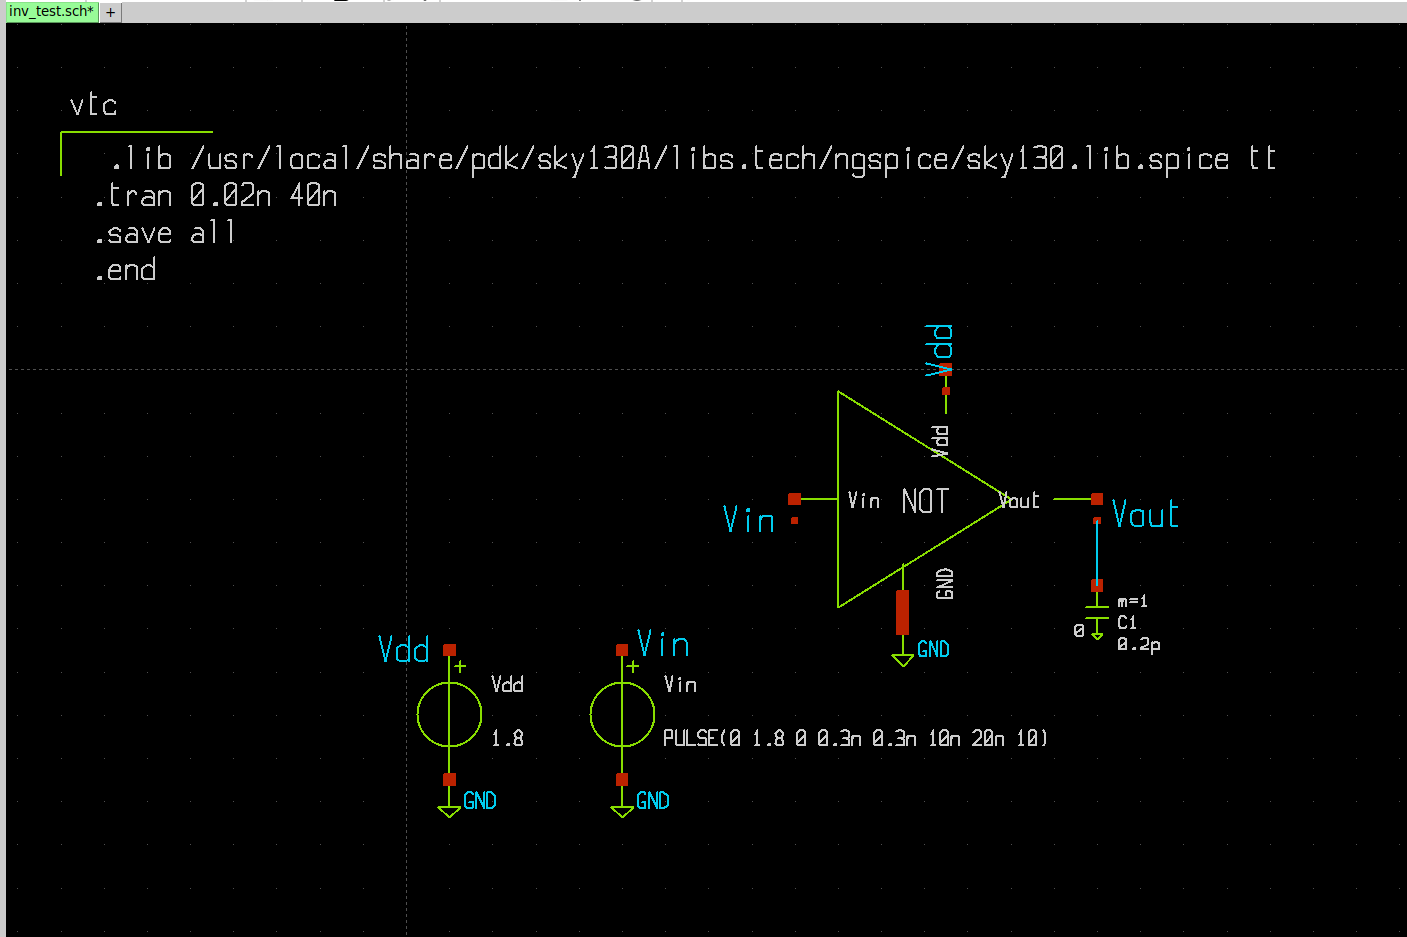 inv_test.sch* +
vtc
.lib /usr/local/share/pdk/sky130A/libs.tech/ngspice/sky130.lib.spice tt
.tran 0.02n 40n
.save all
.end
Vdd
Vdd
Vin
Vin
NOT
Vout
Vout
GND
GND
m=1
C1
0
0.2p
Vdd
+
Vdd
1.8
GND
Vin
+
Vin
PULSE(0 1.8 0 0.3n 0.3n 10n 20n 10)
GND